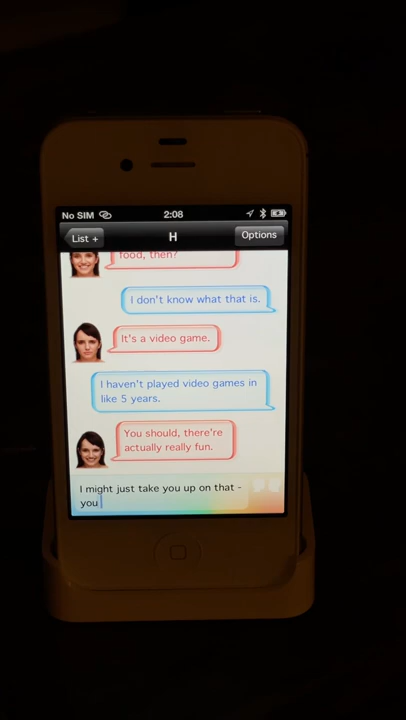 No SIM 2:08
List + H Options
food, then?
I don't know what that is.
It's a video game.
I haven't played video games in
like 5 years.
You should, there're
actually really fun.
I might just take you up on that -
you